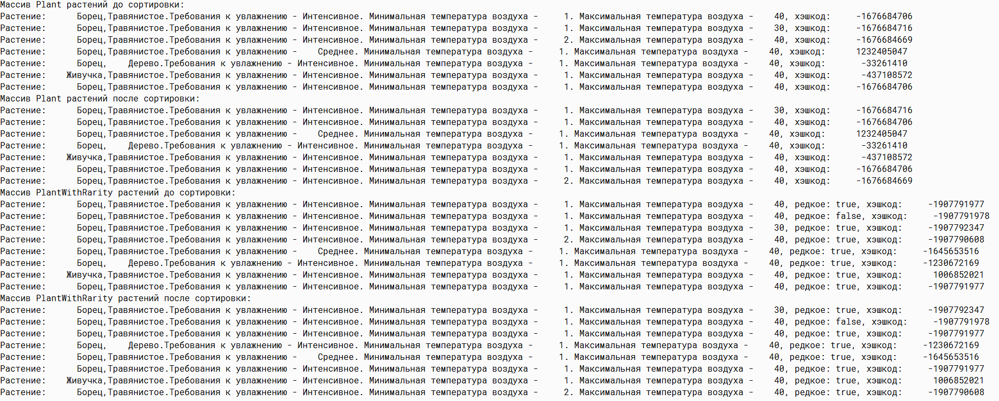 Массив Plant растений до сортировки:
Растение:      Борец,Травянистое.Требования к увлажнению - Интенсивное. Минимальная температура воздуха -     1. Максимальная температура воздуха -    40, хэшкод:     -1676684706
Растение:      Борец,Травянистое.Требования к увлажнению - Интенсивное. Минимальная температура воздуха -     1. Максимальная температура воздуха -    30, хэшкод:     -1676684716
Растение:      Борец,Травянистое.Требования к увлажнению - Интенсивное. Минимальная температура воздуха -     2. Максимальная температура воздуха -    40, хэшкод:     -1676684669
Растение:      Борец,Травянистое.Требования к увлажнению -    Среднее. Минимальная температура воздуха -     1. Максимальная температура воздуха -    40, хэшкод:      1232405047
Растение:      Борец,    Дерево.Требования к увлажнению - Интенсивное. Минимальная температура воздуха -     1. Максимальная температура воздуха -    40, хэшкод:       -33261410
Растение:    Живучка,Травянистое.Требования к увлажнению - Интенсивное. Минимальная температура воздуха -     1. Максимальная температура воздуха -    40, хэшкод:      -437108572
Растение:      Борец,Травянистое.Требования к увлажнению - Интенсивное. Минимальная температура воздуха -     1. Максимальная температура воздуха -    40, хэшкод:     -1676684706
Массив Plant растений после сортировки:
Растение:      Борец,Травянистое.Требования к увлажнению - Интенсивное. Минимальная температура воздуха -     1. Максимальная температура воздуха -    30, хэшкод:     -1676684716
Растение:      Борец,Травянистое.Требования к увлажнению - Интенсивное. Минимальная температура воздуха -     1. Максимальная температура воздуха -    40, хэшкод:     -1676684706
Растение:      Борец,Травянистое.Требования к увлажнению -    Среднее. Минимальная температура воздуха -     1. Максимальная температура воздуха -    40, хэшкод:      1232405047
Растение:      Борец,    Дерево.Требования к увлажнению - Интенсивное. Минимальная температура воздуха -     1. Максимальная температура воздуха -    40, хэшкод:       -33261410
Растение:    Живучка,Травянистое.Требования к увлажнению - Интенсивное. Минимальная температура воздуха -     1. Максимальная температура воздуха -    40, хэшкод:      -437108572
Растение:      Борец,Травянистое.Требования к увлажнению - Интенсивное. Минимальная температура воздуха -     1. Максимальная температура воздуха -    40, хэшкод:     -1676684706
Растение:      Борец,Травянистое.Требования к увлажнению - Интенсивное. Минимальная температура воздуха -     2. Максимальная температура воздуха -    40, хэшкод:     -1676684669
Массив PlantWithRarity растений до сортировки:
Растение:      Борец,Травянистое.Требования к увлажнению - Интенсивное. Минимальная температура воздуха -     1. Максимальная температура воздуха -    40, редкое: true, хэшкод:     -1907791977
Растение:      Борец,Травянистое.Требования к увлажнению - Интенсивное. Минимальная температура воздуха -     1. Максимальная температура воздуха -    40, редкое: false, хэшкод:     -1907791978
Растение:      Борец,Травянистое.Требования к увлажнению - Интенсивное. Минимальная температура воздуха -     1. Максимальная температура воздуха -    30, редкое: true, хэшкод:     -1907792347
Растение:      Борец,Травянистое.Требования к увлажнению - Интенсивное. Минимальная температура воздуха -     2. Максимальная температура воздуха -    40, редкое: true, хэшкод:     -1907790608
Растение:      Борец,Травянистое.Требования к увлажнению -    Среднее. Минимальная температура воздуха -     1. Максимальная температура воздуха -    40, редкое: true, хэшкод:     -1645653516
Растение:      Борец,    Дерево.Требования к увлажнению - Интенсивное. Минимальная температура воздуха -     1. Максимальная температура воздуха -    40, редкое: true, хэшкод:     -1230672169
Растение:    Живучка,Травянистое.Требования к увлажнению - Интенсивное. Минимальная температура воздуха -     1. Максимальная температура воздуха -    40, редкое: true, хэшкод:      1006852021
Растение:      Борец,Травянистое.Требования к увлажнению - Интенсивное. Минимальная температура воздуха -     1. Максимальная температура воздуха -    40, редкое: true, хэшкод:     -1907791977
Массив PlantWithRarity растений после сортировки:
Растение:      Борец,Травянистое.Требования к увлажнению - Интенсивное. Минимальная температура воздуха -     1. Максимальная температура воздуха -    30, редкое: true, хэшкод:     -1907792347
Растение:      Борец,Травянистое.Требования к увлажнению - Интенсивное. Минимальная температура воздуха -     1. Максимальная температура воздуха -    40, редкое: false, хэшкод:     -1907791978
Растение:      Борец,Травянистое.Требования к увлажнению - Интенсивное. Минимальная температура воздуха -     1. Максимальная температура воздуха -    40, редкое: true, хэшкод:     -1907791977
Растение:      Борец,    Дерево.Требования к увлажнению - Интенсивное. Минимальная температура воздуха -     1. Максимальная температура воздуха -    40, редкое: true, хэшкод:     -1230672169
Растение:      Борец,Травянистое.Требования к увлажнению -    Среднее. Минимальная температура воздуха -     1. Максимальная температура воздуха -    40, редкое: true, хэшкод:     -1645653516
Растение:      Борец,Травянистое.Требования к увлажнению - Интенсивное. Минимальная температура воздуха -     1. Максимальная температура воздуха -    40, редкое: true, хэшкод:     -1907791977
Растение:    Живучка,Травянистое.Требования к увлажнению - Интенсивное. Минимальная температура воздуха -     1. Максимальная температура воздуха -    40, редкое: true, хэшкод:      1006852021
Растение:      Борец,Травянистое.Требования к увлажнению - Интенсивное. Минимальная температура воздуха -     2. Максимальная температура воздуха -    40, редкое: true, хэшкод:     -1907790608